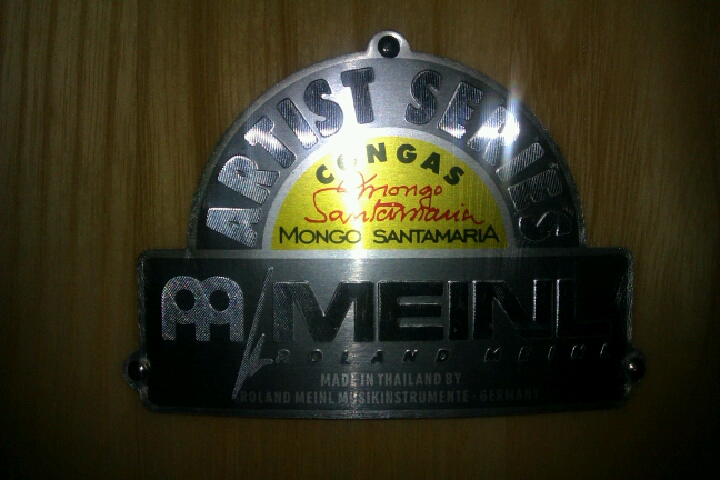 ARTIST SERIES
CONGAS
Mongo
Santamaria
MONGO SANTAMARIA
MEINL
ROLAND MEINL
MADE IN THAILAND BY
ROLAND MEINL MUSIKINSTRUMENTE - GERMANY